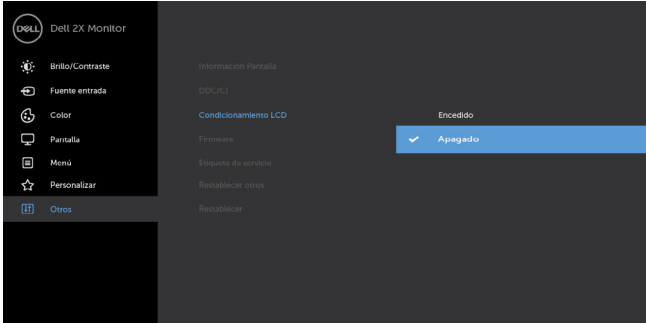 DELL
Dell 2X Monitor
Brillo/Contraste
Fuente entrada
Color
Pantalla
Menú
Personalizar
Otros
Información Pantalla
DDC/CI
Condicionamiento LCD
Firmware
Etiqueta de servicio
Restablecer otros
Restablecer
Encedido
Apagado